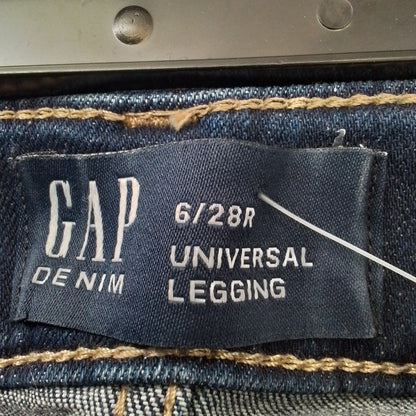 GAP
DENIM
6/28R
UNIVERSAL
LEGGING